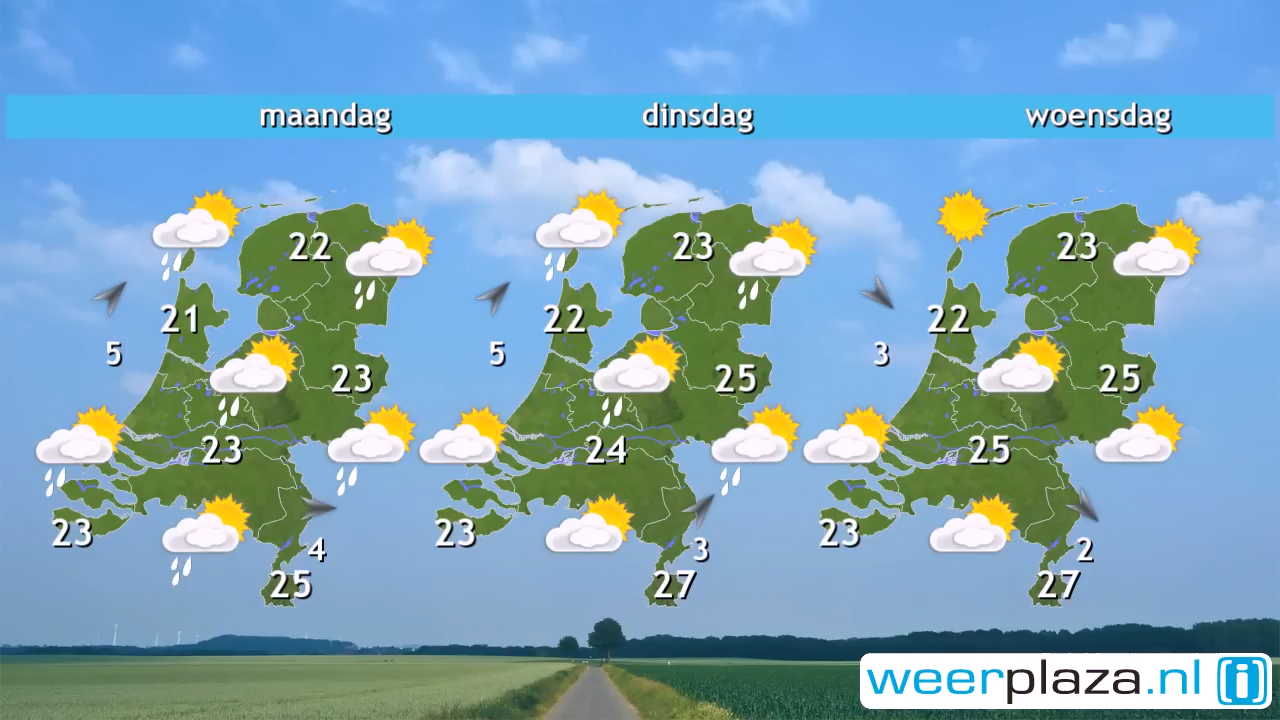 maandag dinsdag woensdag
22 23 23
21 22 22
5 5 3
23 25 25
23 24 25
23 23 23
4 3 2
25 27 27
weerplaza.nl i